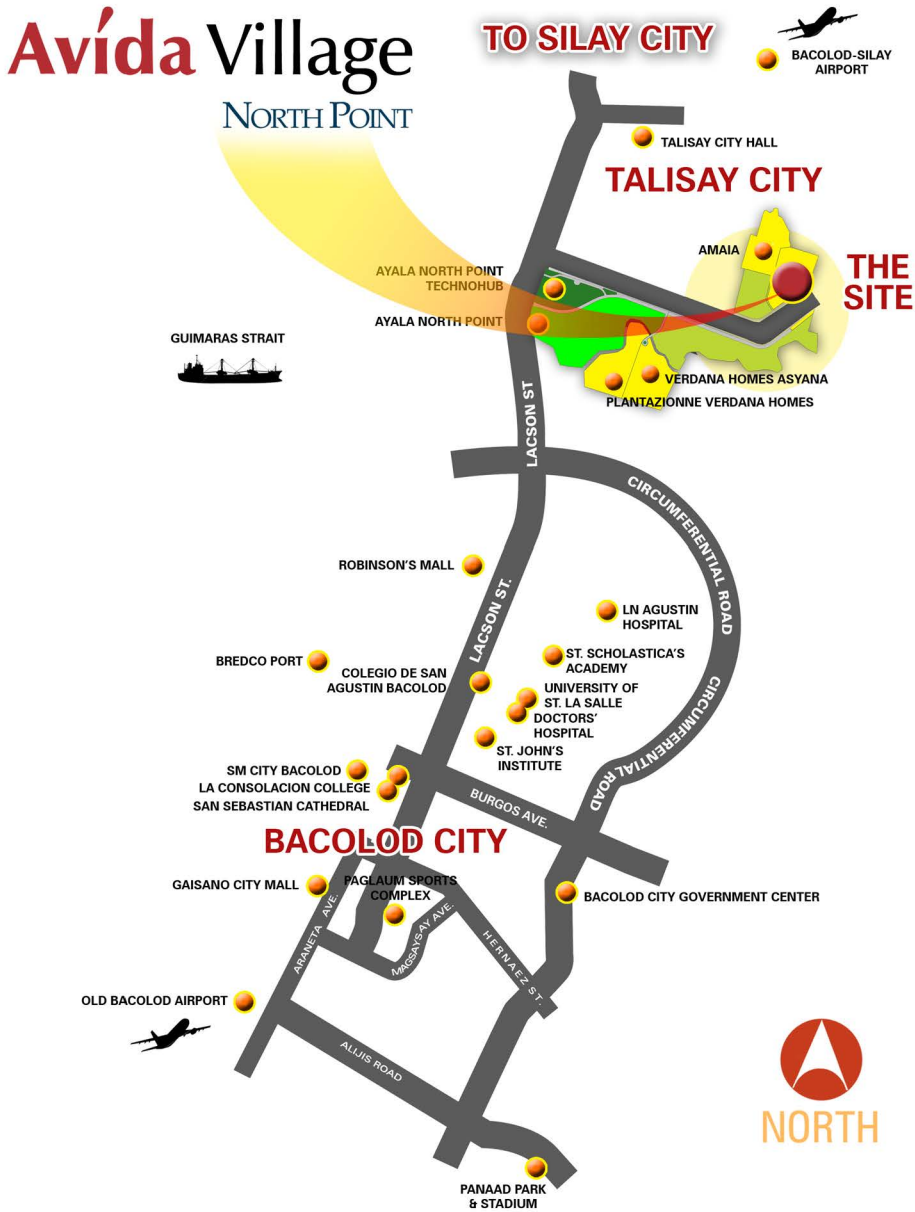 Avída Village
NORTH POINT
TO SILAY CITY
BACOLOD-SILAY
AIRPORT
TALISAY CITY HALL
TALISAY CITY
AMAIA
THE
SITE
AYALA NORTH POINT
TECHNOHUB
AYALA NORTH POINT
GUIMARAS STRAIT
VERDANA HOMES ASYANA
PLANTAZIONNE VERDANA HOMES
LACSON ST
CIRCUMFERENTIAL ROAD
ROBINSON'S MALL
LACSON ST.
LN AGUSTIN
HOSPITAL
BREDCO PORT
ST. SCHOLASTICA'S
ACADEMY
COLEGIO DE SAN
AGUSTIN BACOLOD
UNIVERSITY OF
ST. LA SALLE
DOCTORS'
HOSPITAL
CIRCUMFERENTIAL ROAD
ST. JOHN'S
INSTITUTE
SM CITY BACOLOD
LA CONSOLACION COLLEGE
SAN SEBASTIAN CATHEDRAL
BURGOS AVE.
BACOLOD CITY
GAISANO CITY MALL
PAGLAUM SPORTS
COMPLEX
BACOLOD CITY GOVERNMENT CENTER
ARANETA AVE.
MAGSAYSAY AVE.
HERNAEZ ST.
OLD BACOLOD AIRPORT
ALIJIS ROAD
NORTH
PANAAD PARK
& STADIUM